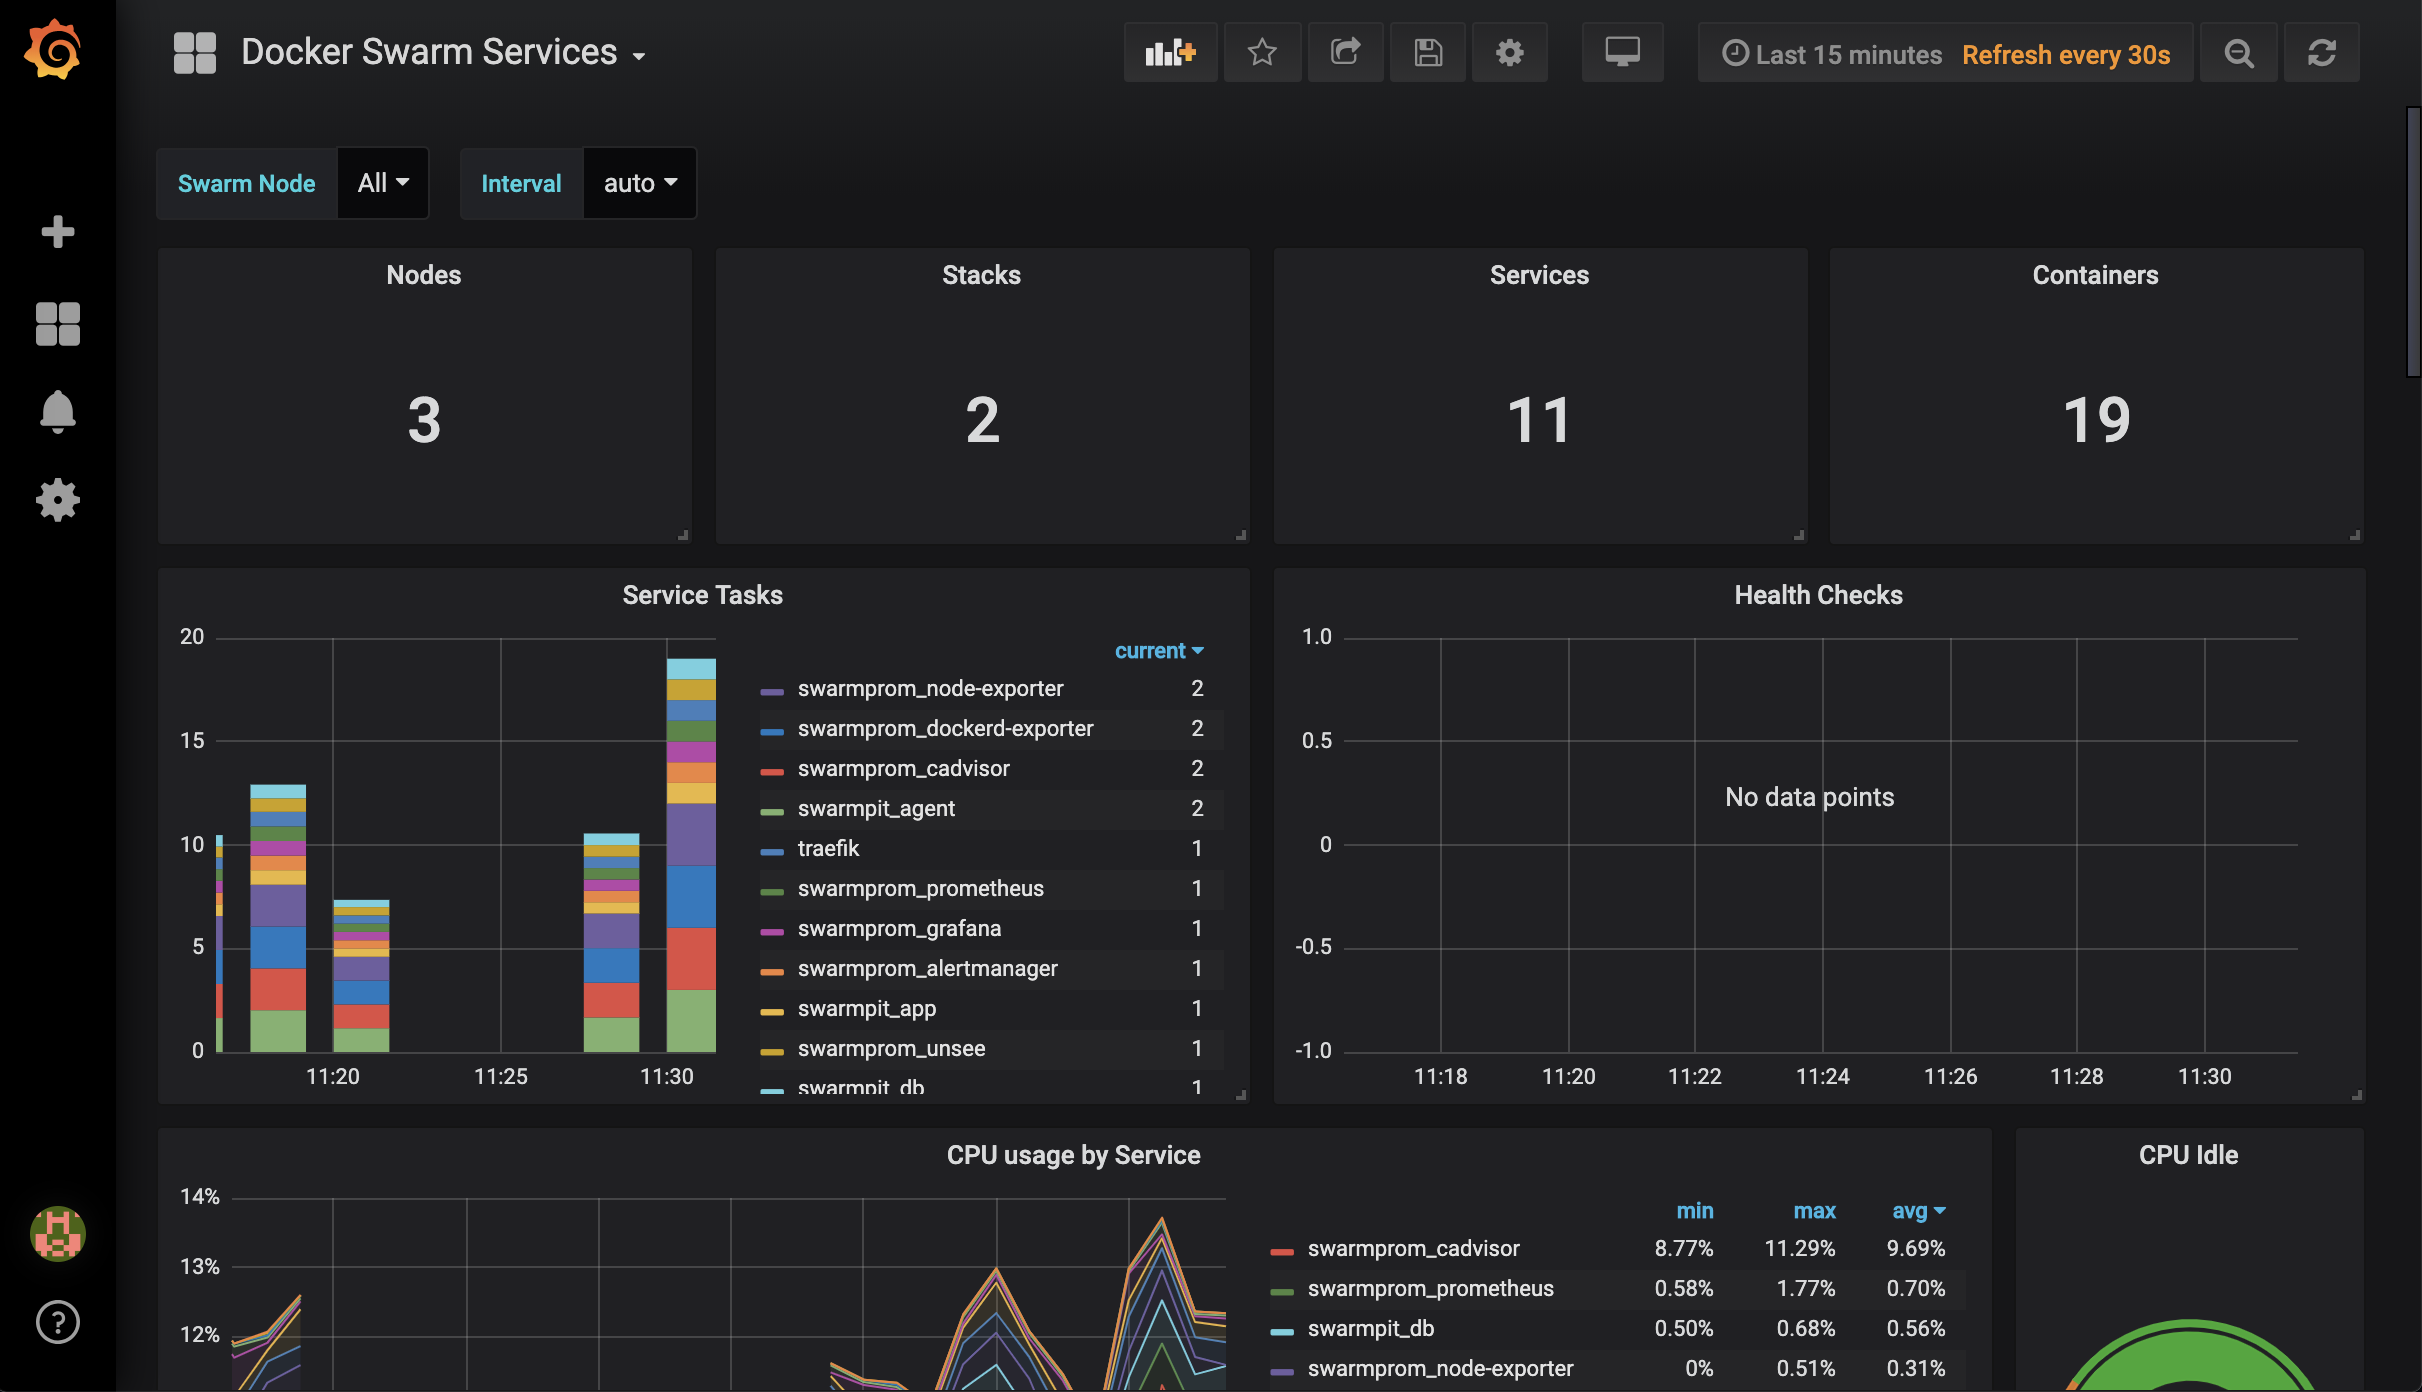 Docker Swarm Services
Last 15 minutes Refresh every 30s
Swarm Node All Interval auto
Nodes
3
Stacks
2
Services
11
Containers
19
Service Tasks
20
15
10
5
0
11:20 11:25 11:30
current
swarmprom_node-exporter 2
swarmprom_dockerd-exporter 2
swarmprom_cadvisor 2
swarmpit_agent 2
traefik 1
swarmprom_prometheus 1
swarmprom_grafana 1
swarmprom_alertmanager 1
swarmpit_app 1
swarmprom_unsee 1
swarmpit_db 1
Health Checks
1.0
0.5
0
-0.5
-1.0
No data points
11:18 11:20 11:22 11:24 11:26 11:28 11:30
CPU usage by Service
14%
13%
12%
min max avg
swarmprom_cadvisor 8.77% 11.29% 9.69%
swarmprom_prometheus 0.58% 1.77% 0.70%
swarmpit_db 0.50% 0.68% 0.56%
swarmprom_node-exporter 0% 0.51% 0.31%
CPU Idle